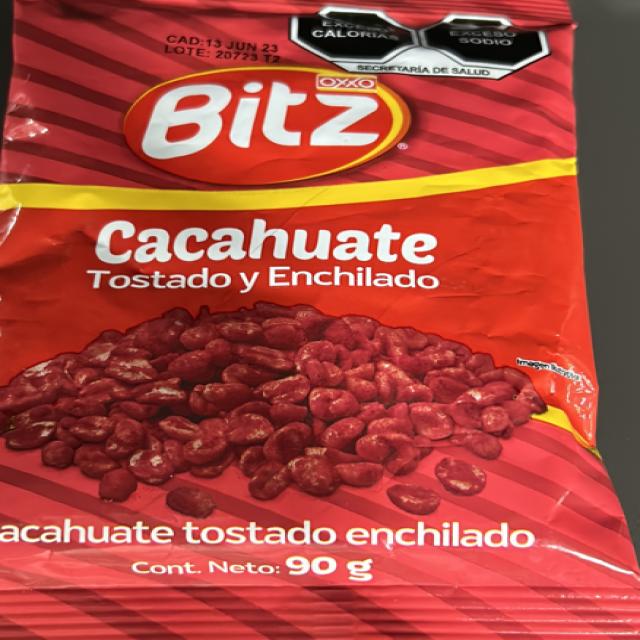 CAD:13 JUN 23
LOTE: 20723 T2
EXCESO
CALORÍAS
EXCESO
SODIO
SECRETARÍA DE SALUD
OXXO
Bitz®
Cacahuate
Tostado y Enchilado
acahuate tostado enchilado
Cont. Neto: 90 g